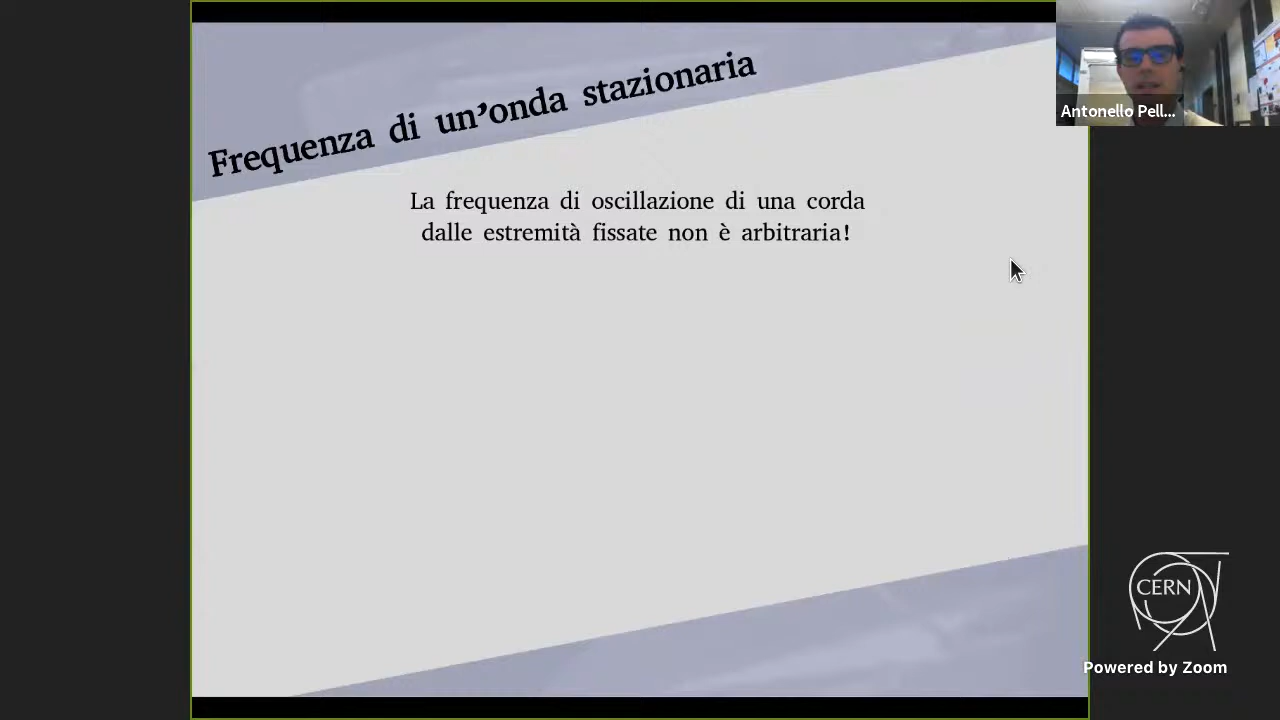 Frequenza di un’onda stazionaria
Antonello Pell...
La frequenza di oscillazione di una corda
dalle estremità fissate non è arbitraria!
CERN
Powered by Zoom